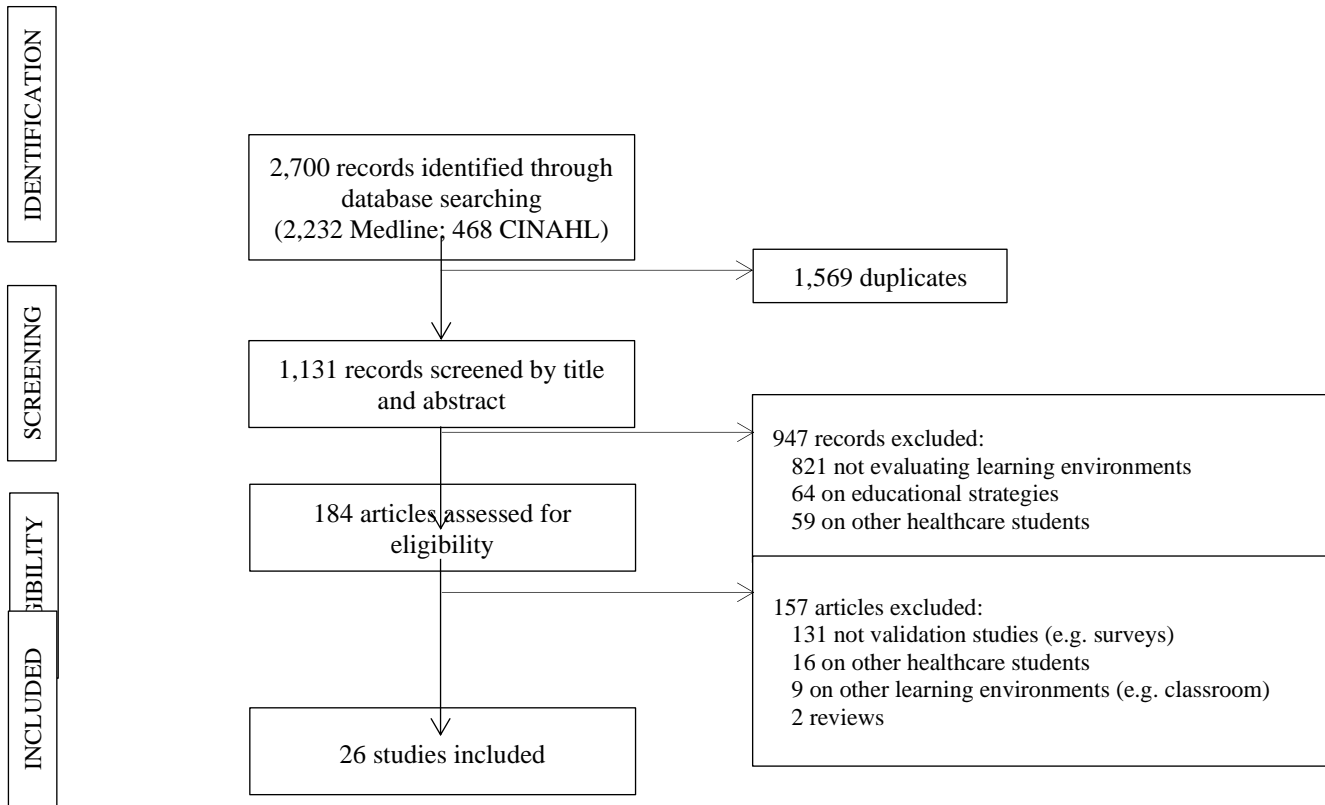 IDENTIFICATION
2,700 records identified through
database searching
(2,232 Medline; 468 CINAHL)
1,569 duplicates
SCREENING
1,131 records screened by title
and abstract
947 records excluded:
821 not evaluating learning environments
64 on educational strategies
59 on other healthcare students
GIBILITY
184 articles assessed for
eligibility
157 articles excluded:
131 not validation studies (e.g. surveys)
16 on other healthcare students
9 on other learning environments (e.g. classroom)
2 reviews
INCLUDED
26 studies included